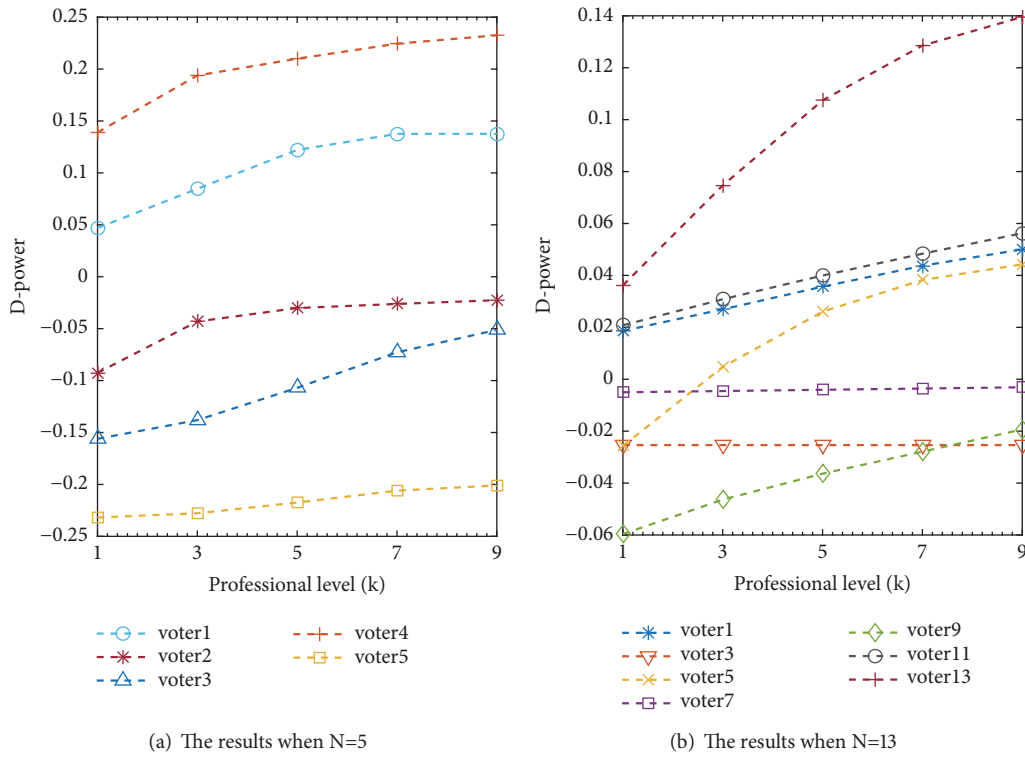 0.25
0.2
0.15
0.1
0.05
0
−0.05
−0.1
−0.15
−0.2
−0.25
D-power
1 3 5 7 9
Professional level (k)
voter1
voter2
voter3
voter4
voter5
(a) The results when N=5
0.14
0.12
0.1
0.08
0.06
0.04
0.02
0
−0.02
−0.04
−0.06
D-power
1 3 5 7 9
Professional level (k)
voter1
voter3
voter5
voter7
voter9
voter11
voter13
(b) The results when N=13